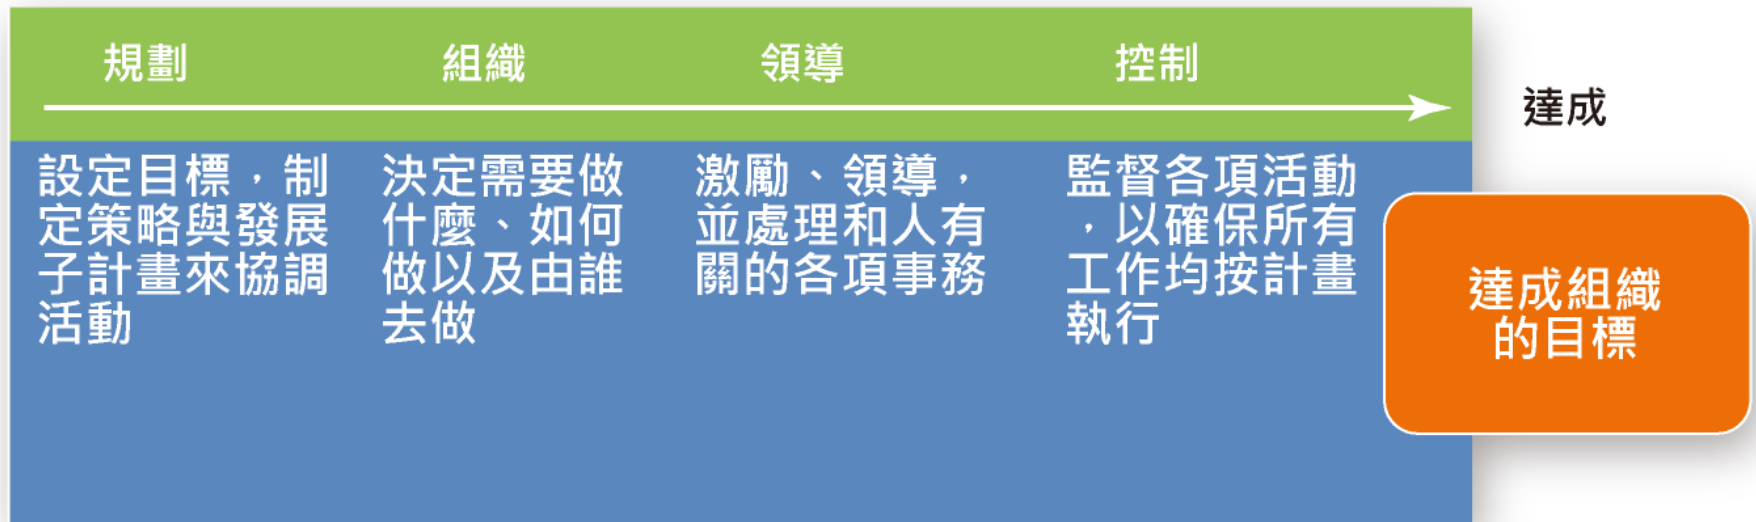 規劃
組織
領導
控制
達成
設定目標，制
定策略與發展
子計畫來協調
活動
決定需要做
什麼、如何
做以及由誰
去做
激勵、領導，
並處理和人有
關的各項事務
監督各項活動
，以確保所有
工作均按計畫
執行
達成組織
的目標